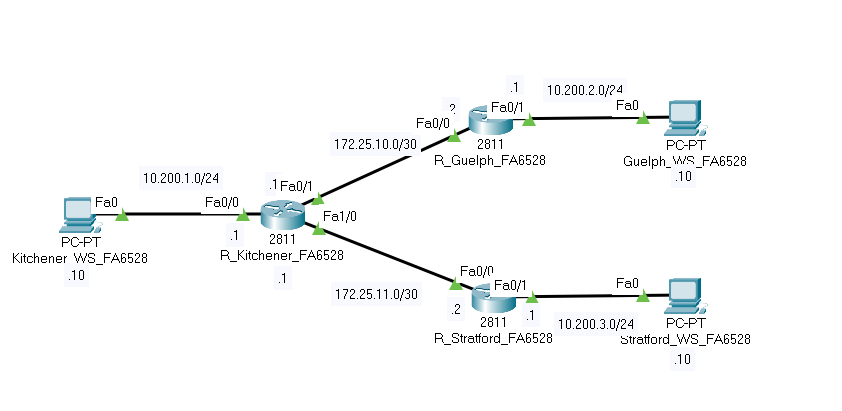 .1
10.200.2.0/24
Fa0
.2
Fa0/1
Fa0/0
2811
R_Guelph_FA6528
PC-PT
Guelph_WS_FA6528
.10
172.25.10.0/30
10.200.1.0/24
.1
Fa0/1
Fa0
Fa0/0
Fa1/0
PC-PT
Kitchener_WS_FA6528
.10
.1
2811
R_Kitchener_FA6528
.1
172.25.11.0/30
Fa0/0
Fa0/1
Fa0
.2
.1
2811
R_Stratford_FA6528
10.200.3.0/24
PC-PT
Stratford_WS_FA6528
.10